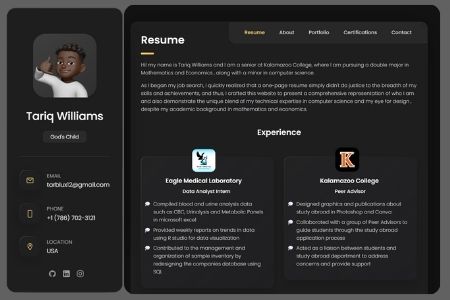 Tariq Williams
God's Child
EMAIL
PHONE
+1 (786) 702-3121
LOCATION
USA
Resume
About
Portfolio
Certifications
Contact
Resume
Hi! my name is Tariq Williams and I am a senior at Kalamazoo College, where I am pursuing a double major in
Mathematics and Economics , along with a minor in computer science.
As I began my job search, I quickly realized that a one-page resume simply didn't do justice to the breadth of my
skills and achievements, and thus, I crafted this website to present a comprehensive representation of who I am
and also demonstrate the unique blend of my technical expertise in computer science and my eye for design ,
despite my academic background in mathematics and economics.
Experience
Eagle Medical Laboratory
Data Analyst Intern
Compiled blood and urine analysis data
such as CBC, Urinalysis and Metabolic Panels
in microsoft excel
Provided weekly reports on trends in data
using R studio for data visualization
Contributed to the management and
organization of sample inventory by
redesigning the companies database using
SQL
K
Kalamazoo College
Peer Advisor
Designed graphics and publications about
study abroad in Photoshop and Canva
Collaborated with a group of Peer Advisors to
guide students through the study abroad
application process
Acted as a liaison between students and
study abroad department to address
concerns and provide support